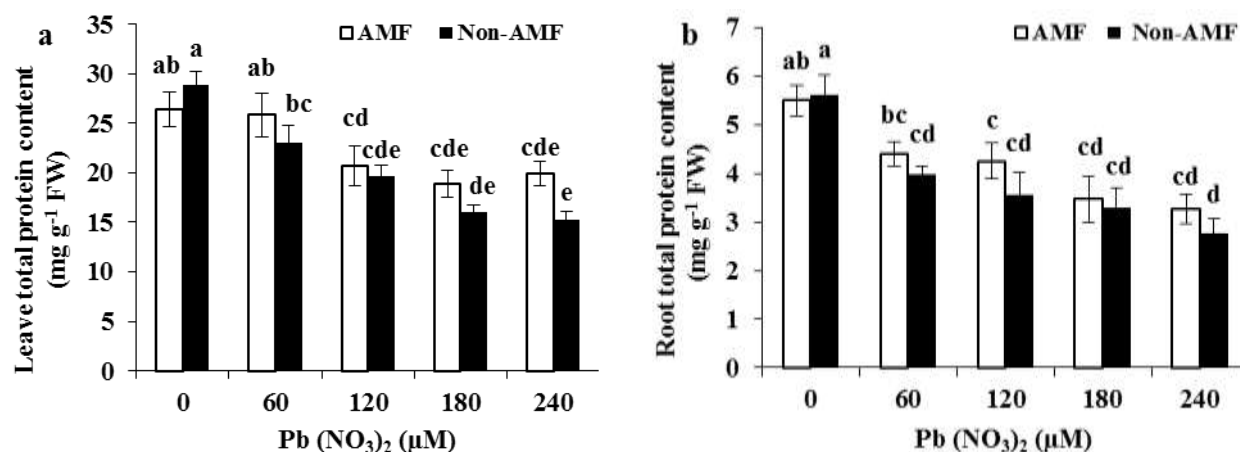 a
AMF Non-AMF
Leave total protein content
(mg g-1 FW)
35
30
25
20
15
10
5
0
ab a
ab bc
cd cde
cde de
cde e
0 60 120 180 240
Pb (NO3)2 (µM)
b
AMF Non-AMF
Root total protein content
(mg g-1 FW)
7
6
5
4
3
2
1
0
ab a
bc cd
c cd
cd cd
cd d
0 60 120 180 240
Pb (NO3)2 (µM)